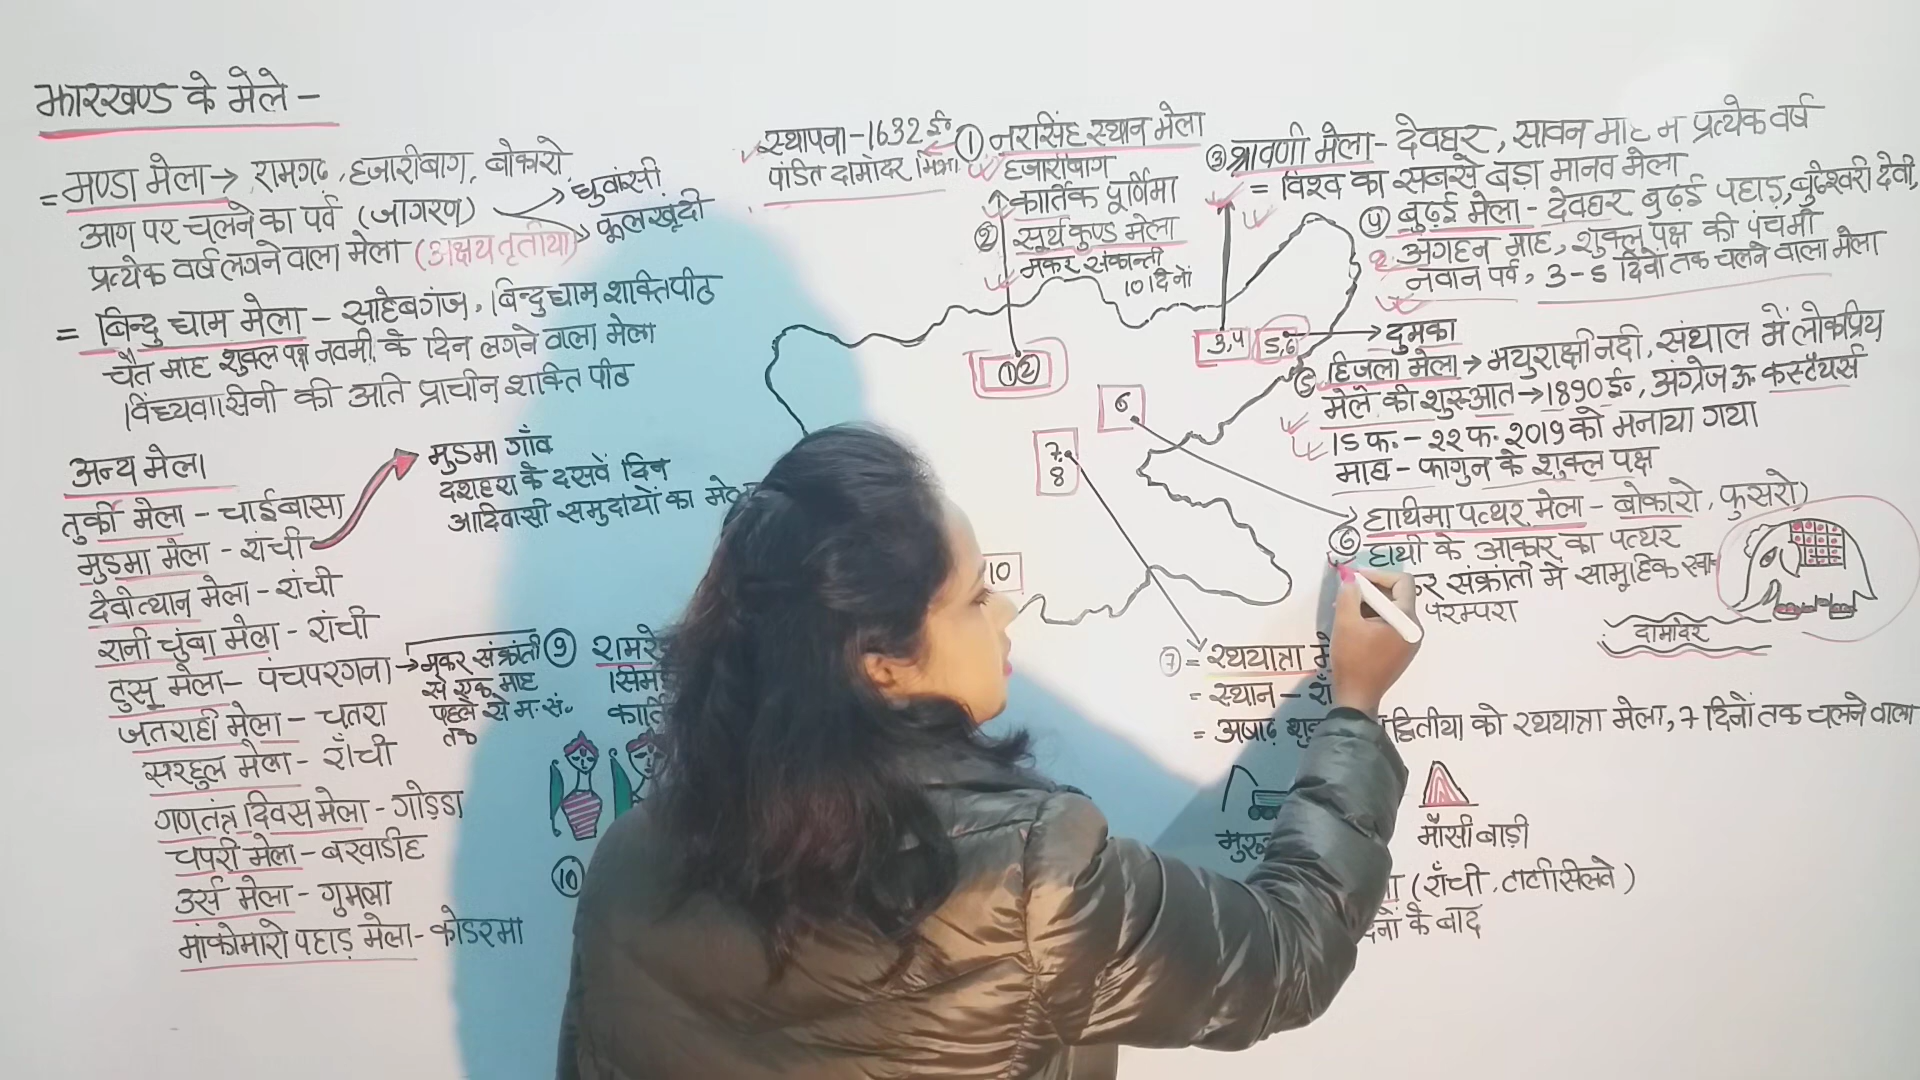 झारखण्ड के मेले -
= मण्डा मेला → रामगढ, हजारीबाग, बोकारो
आग पर चलने का पर्व (जागरण)
→ धुवांसी
→ फूलखूंदी
प्रत्येक वर्ष लगने वाला मेला (अक्षय तृतीया)
= बिन्दु धाम मेला - साहेबगंज, बिन्दुधाम शक्तिपीठ
चैत माह शुक्ल पक्ष नवमी के दिन लगने वाला मेला
विंध्यवासिनी की अति प्राचीन शक्ति पीठ
अन्य मेला
तुर्की मेला - चाईबासा
मुडमा मेला - रांची
मुडमा गाँव
दशहरा के दसवें दिन
आदिवासी समुदायों का मेला
देवोत्थान मेला - रांची
रानी चुंबा मेला - रांची
टुसू मेला - पंचपरगना →
मकर संक्रांती
से एक माह
पहले से म.सं.
तक
जतराही मेला - चतरा
सरहुल मेला - राँची
गणतंत्र दिवस मेला - गोड्डा
चपरी मेला - बरवाडीह
उर्स मेला - गुमला
मांकोमारो पहाड़ मेला - कोडरमा
स्थापना - 1632 ई॰
पंडित दामोदर मिश्रा
① नरसिंह स्थान मेला
हजारीबाग
कार्तिक पूर्णिमा
② सूर्य कुण्ड मेला
मकर संक्रान्ती
10 दिनों
③ श्रावणी मेला - देवघर, सावन माह में प्रत्येक वर्ष
= विश्व का सबसे बड़ा मानव मेला
④ बुढ़ई मेला - देवघर बुढ़ई पहाड़, बुढेश्वरी देवी,
अगहन माह, शुक्ल पक्ष की पंचमी
नवान पर्व, 3-5 दिनों तक चलने वाला मेला
①②
3,4
5,6
→ दुमका
6
7
8
10
⑤ हिजला मेला → मयुराक्षी नदी, संथाल में लोकप्रिय
मेले की शुरुआत → 1890 ई॰, अंग्रेज
15 फ. - 22 फ. 2019 को मनाया गया
माघ - फागुन के शुक्ल पक्ष
⑥ हाथिमा पत्थर मेला - बोकारो, फुसरो)
हाथी के आकार का पत्थर
संक्रांती में सामूहिक
परम्परा
दामोदर
⑦ = रथयात्रा
= स्थान -
= अषाढ़ द्वितीया को रथयात्रा मेला, 7 दिनों तक चलने वाला
मौसीबाड़ी
(राँची, टाटीसिलवे)
के बाद
⑨
⑩